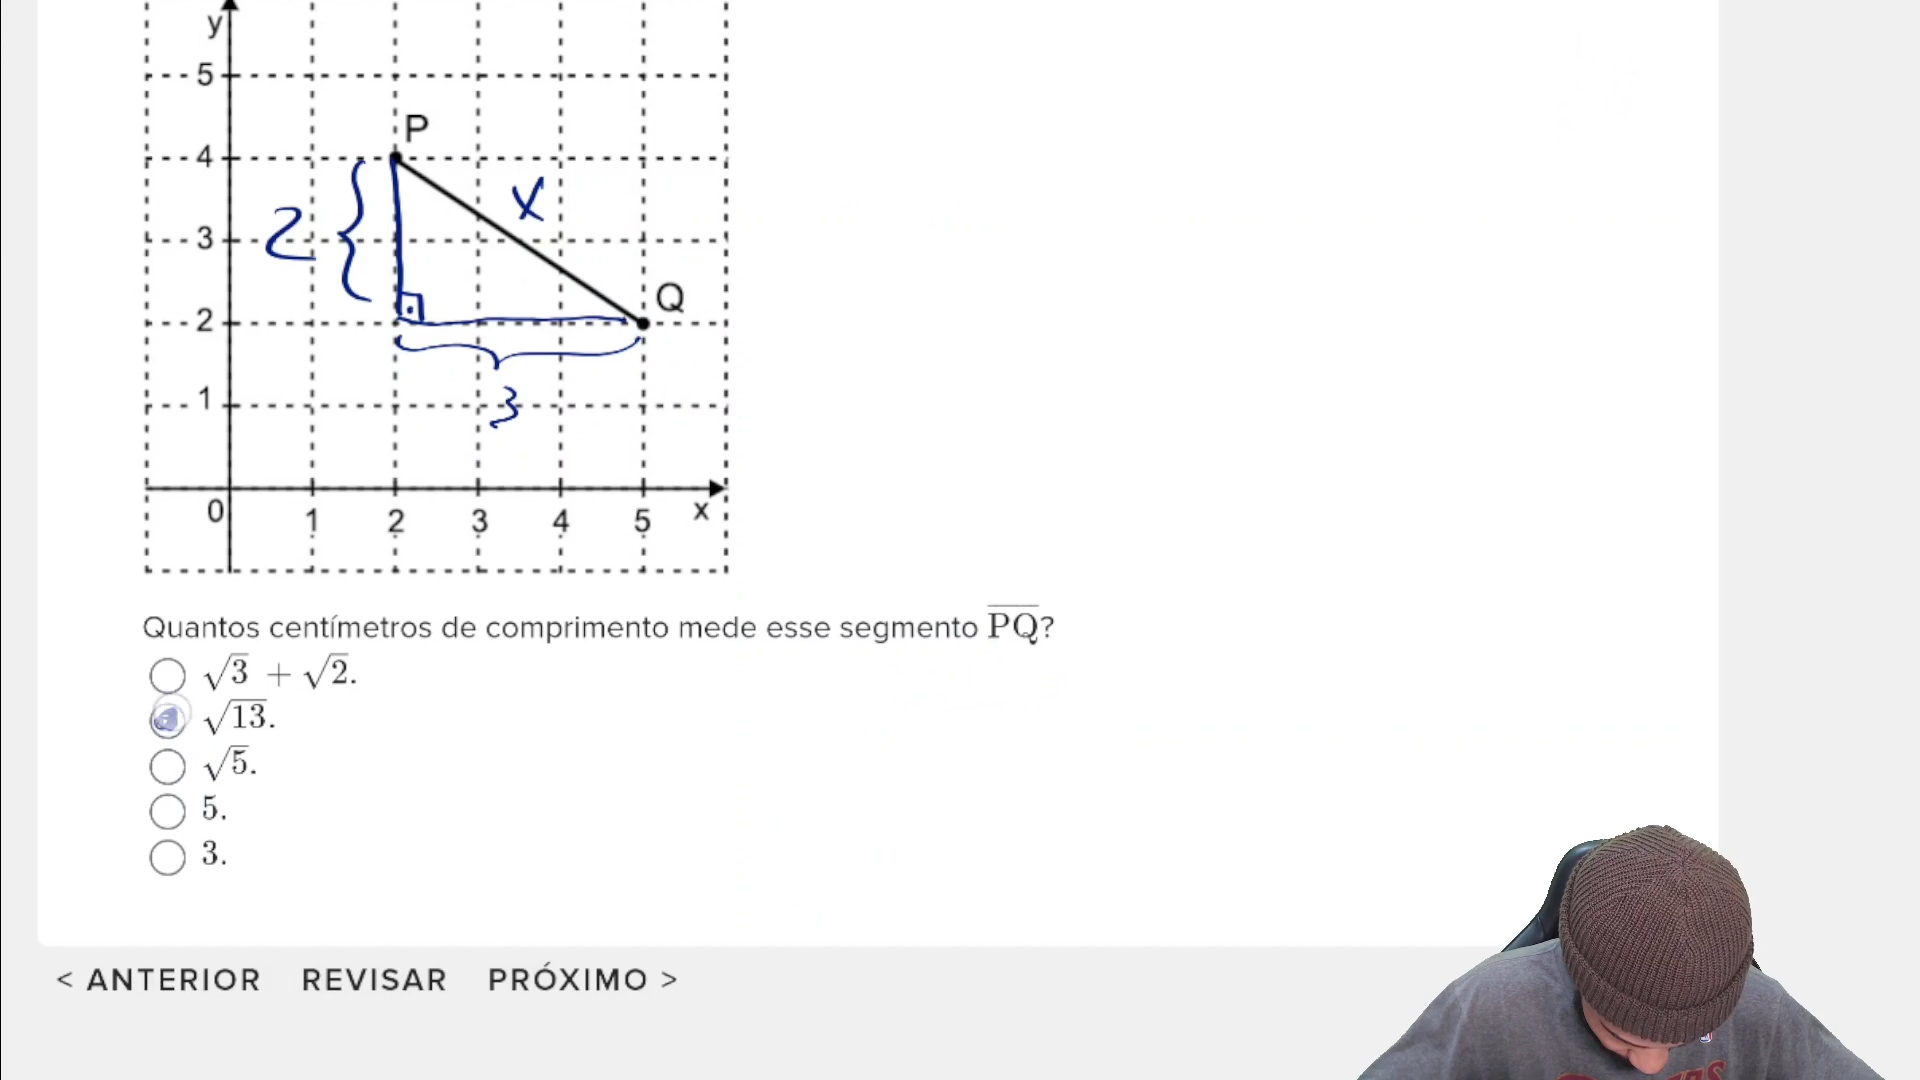 y
5
P
4
x
2
3
Q
2
1
3
0
1 2 3 4 5 x
Quantos centímetros de comprimento mede esse segmento PQ?
√3 + √2.
√13.
√5.
5.
3.
< ANTERIOR REVISAR PRÓXIMO >